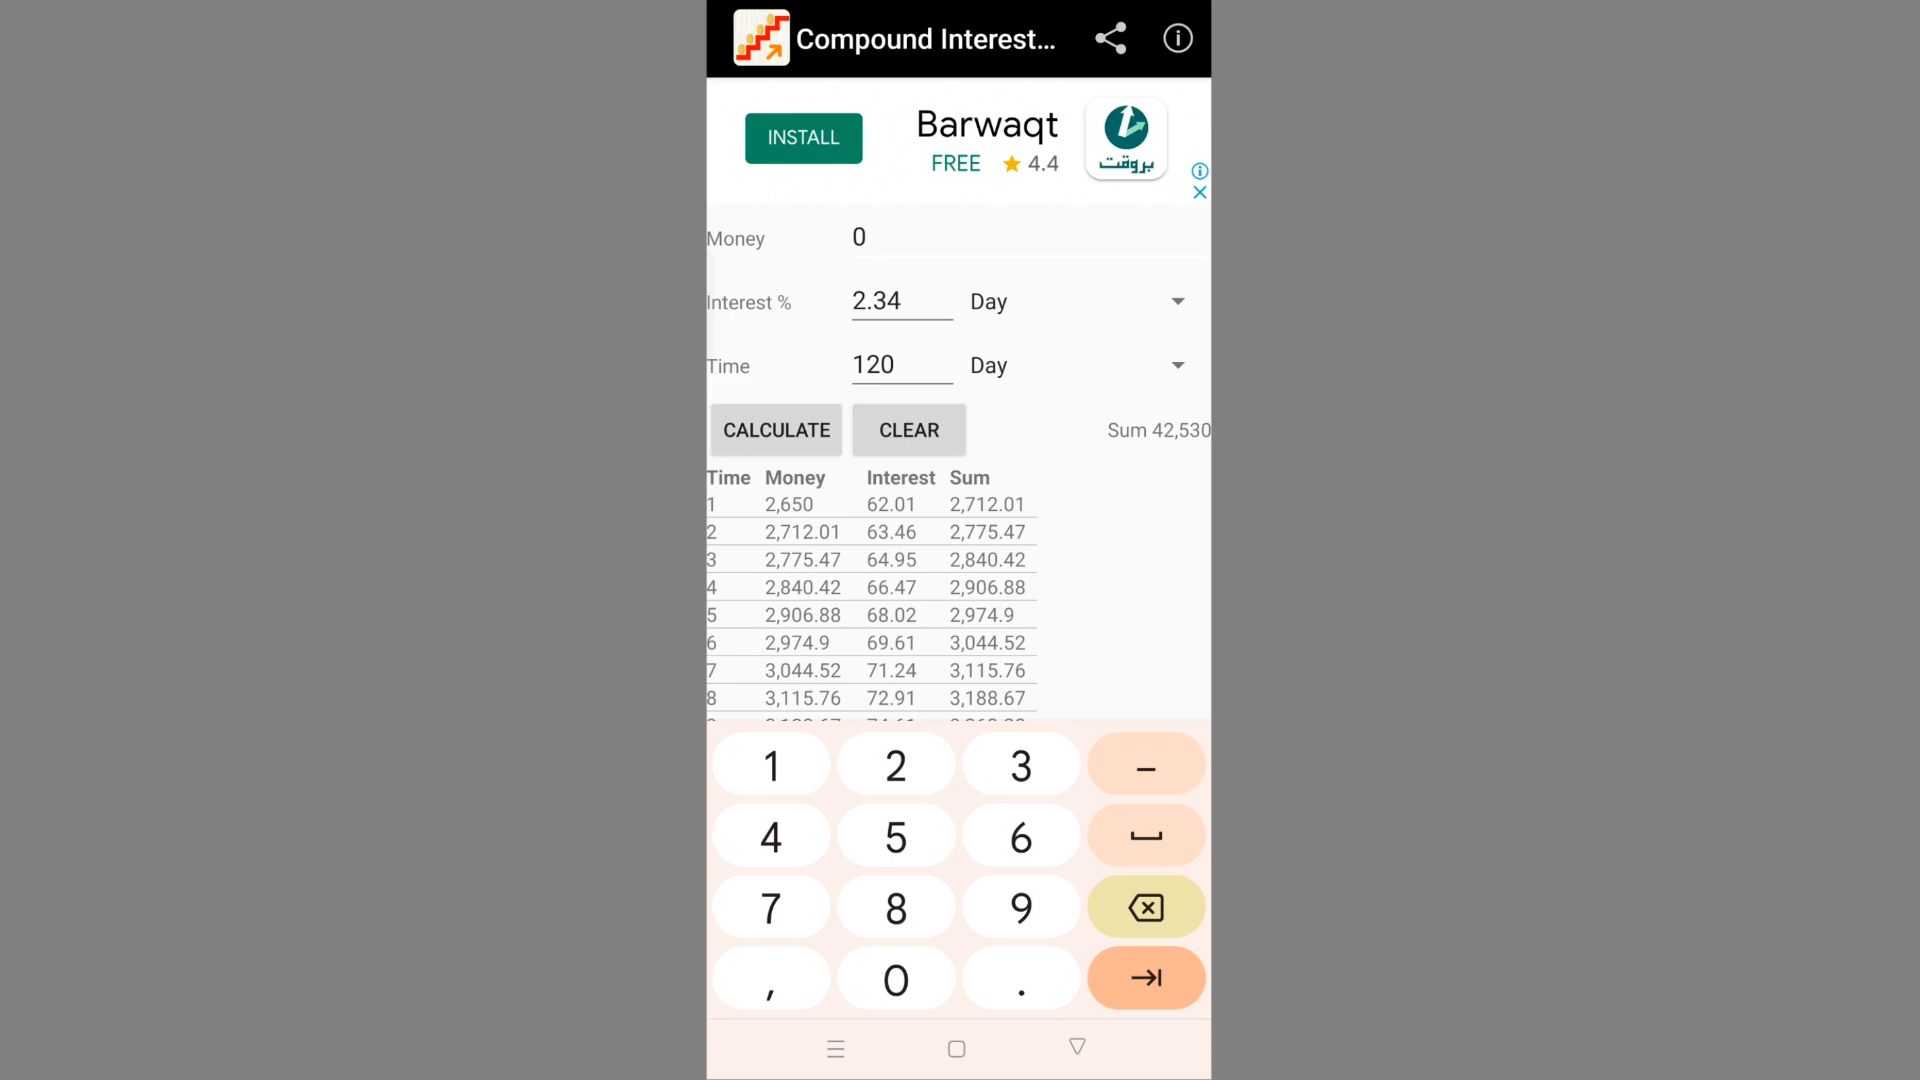 Compound Interest...
INSTALL
Barwaqt
FREE 4.4
بروقت
Money 0
Interest % 2.34 Day
Time 120 Day
CALCULATE CLEAR Sum 42,530
Time Money Interest Sum
1 2,650 62.01 2,712.01
2 2,712.01 63.46 2,775.47
3 2,775.47 64.95 2,840.42
4 2,840.42 66.47 2,906.88
5 2,906.88 68.02 2,974.9
6 2,974.9 69.61 3,044.52
7 3,044.52 71.24 3,115.76
8 3,115.76 72.91 3,188.67
1 2 3 –
4 5 6
7 8 9
, 0 .